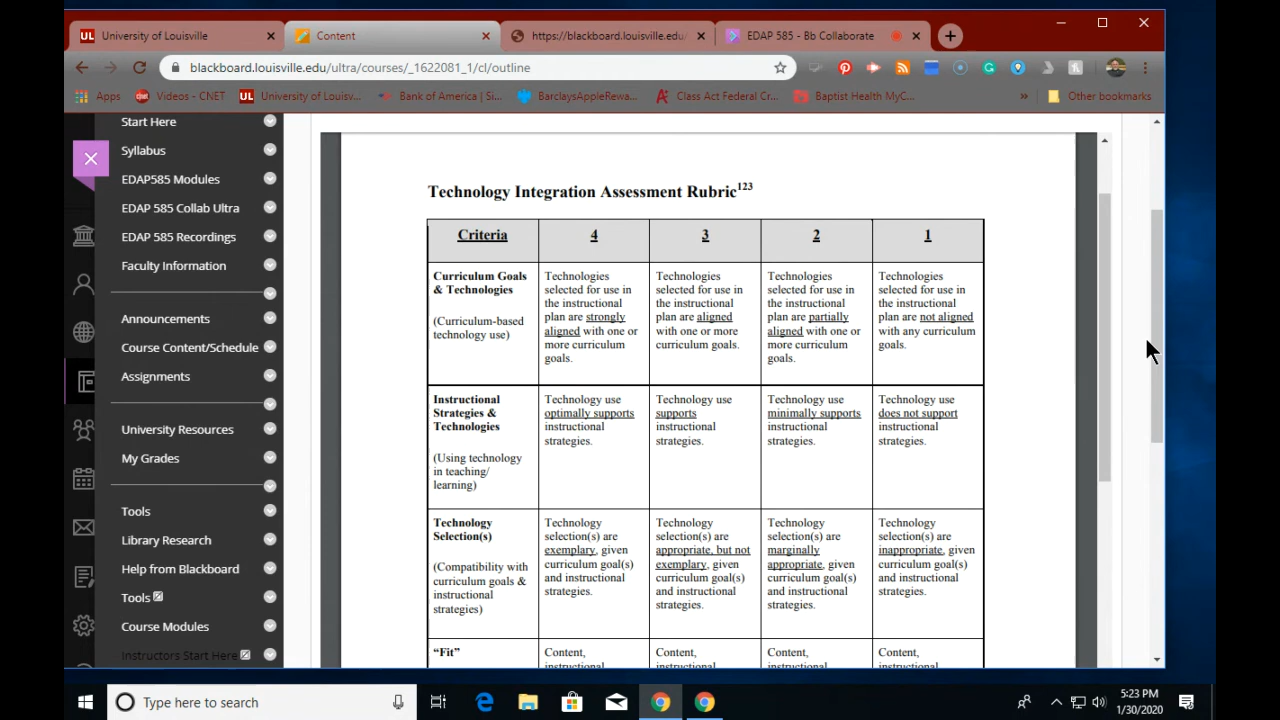 University of Louisville
Content
https://blackboard.louisville.edu/
EDAP 585 - Bb Collaborate
blackboard.louisville.edu/ultra/courses/_1622081_1/cl/outline
Apps
Videos - CNET
University of Louisv...
Bank of America | Si...
BarclaysAppleRewa...
Class Act Federal Cr...
Baptist Health MyC...
»
Other bookmarks
Start Here
Syllabus
EDAP585 Modules
EDAP 585 Collab Ultra
EDAP 585 Recordings
Faculty Information
Announcements
Course Content/Schedule
Assignments
University Resources
My Grades
Tools
Library Research
Help from Blackboard
Tools
Course Modules
Instructors Start Here
Technology Integration Assessment Rubric123
Criteria
4
3
2
1
Curriculum Goals
& Technologies
(Curriculum-based
technology use)
Technologies
selected for use in
the instructional
plan are strongly
aligned with one or
more curriculum
goals.
Technologies
selected for use in
the instructional
plan are aligned
with one or more
curriculum goals.
Technologies
selected for use in
the instructional
plan are partially
aligned with one or
more curriculum
goals.
Technologies
selected for use in
the instructional
plan are not aligned
with any curriculum
goals.
Instructional
Strategies &
Technologies
(Using technology
in teaching/
learning)
Technology use
optimally supports
instructional
strategies.
Technology use
supports
instructional
strategies.
Technology use
minimally supports
instructional
strategies.
Technology use
does not support
instructional
strategies.
Technology
Selection(s)
(Compatibility with
curriculum goals &
instructional
strategies)
Technology
selection(s) are
exemplary, given
curriculum goal(s)
and instructional
strategies.
Technology
selection(s) are
appropriate, but not
exemplary, given
curriculum goal(s)
and instructional
strategies.
Technology
selection(s) are
marginally
appropriate, given
curriculum goal(s)
and instructional
strategies.
Technology
selection(s) are
inappropriate, given
curriculum goal(s)
and instructional
strategies.
“Fit”
Content,
instructional
Content,
instructional
Content,
instructional
Content,
instructional
Type here to search
5:23 PM
1/30/2020